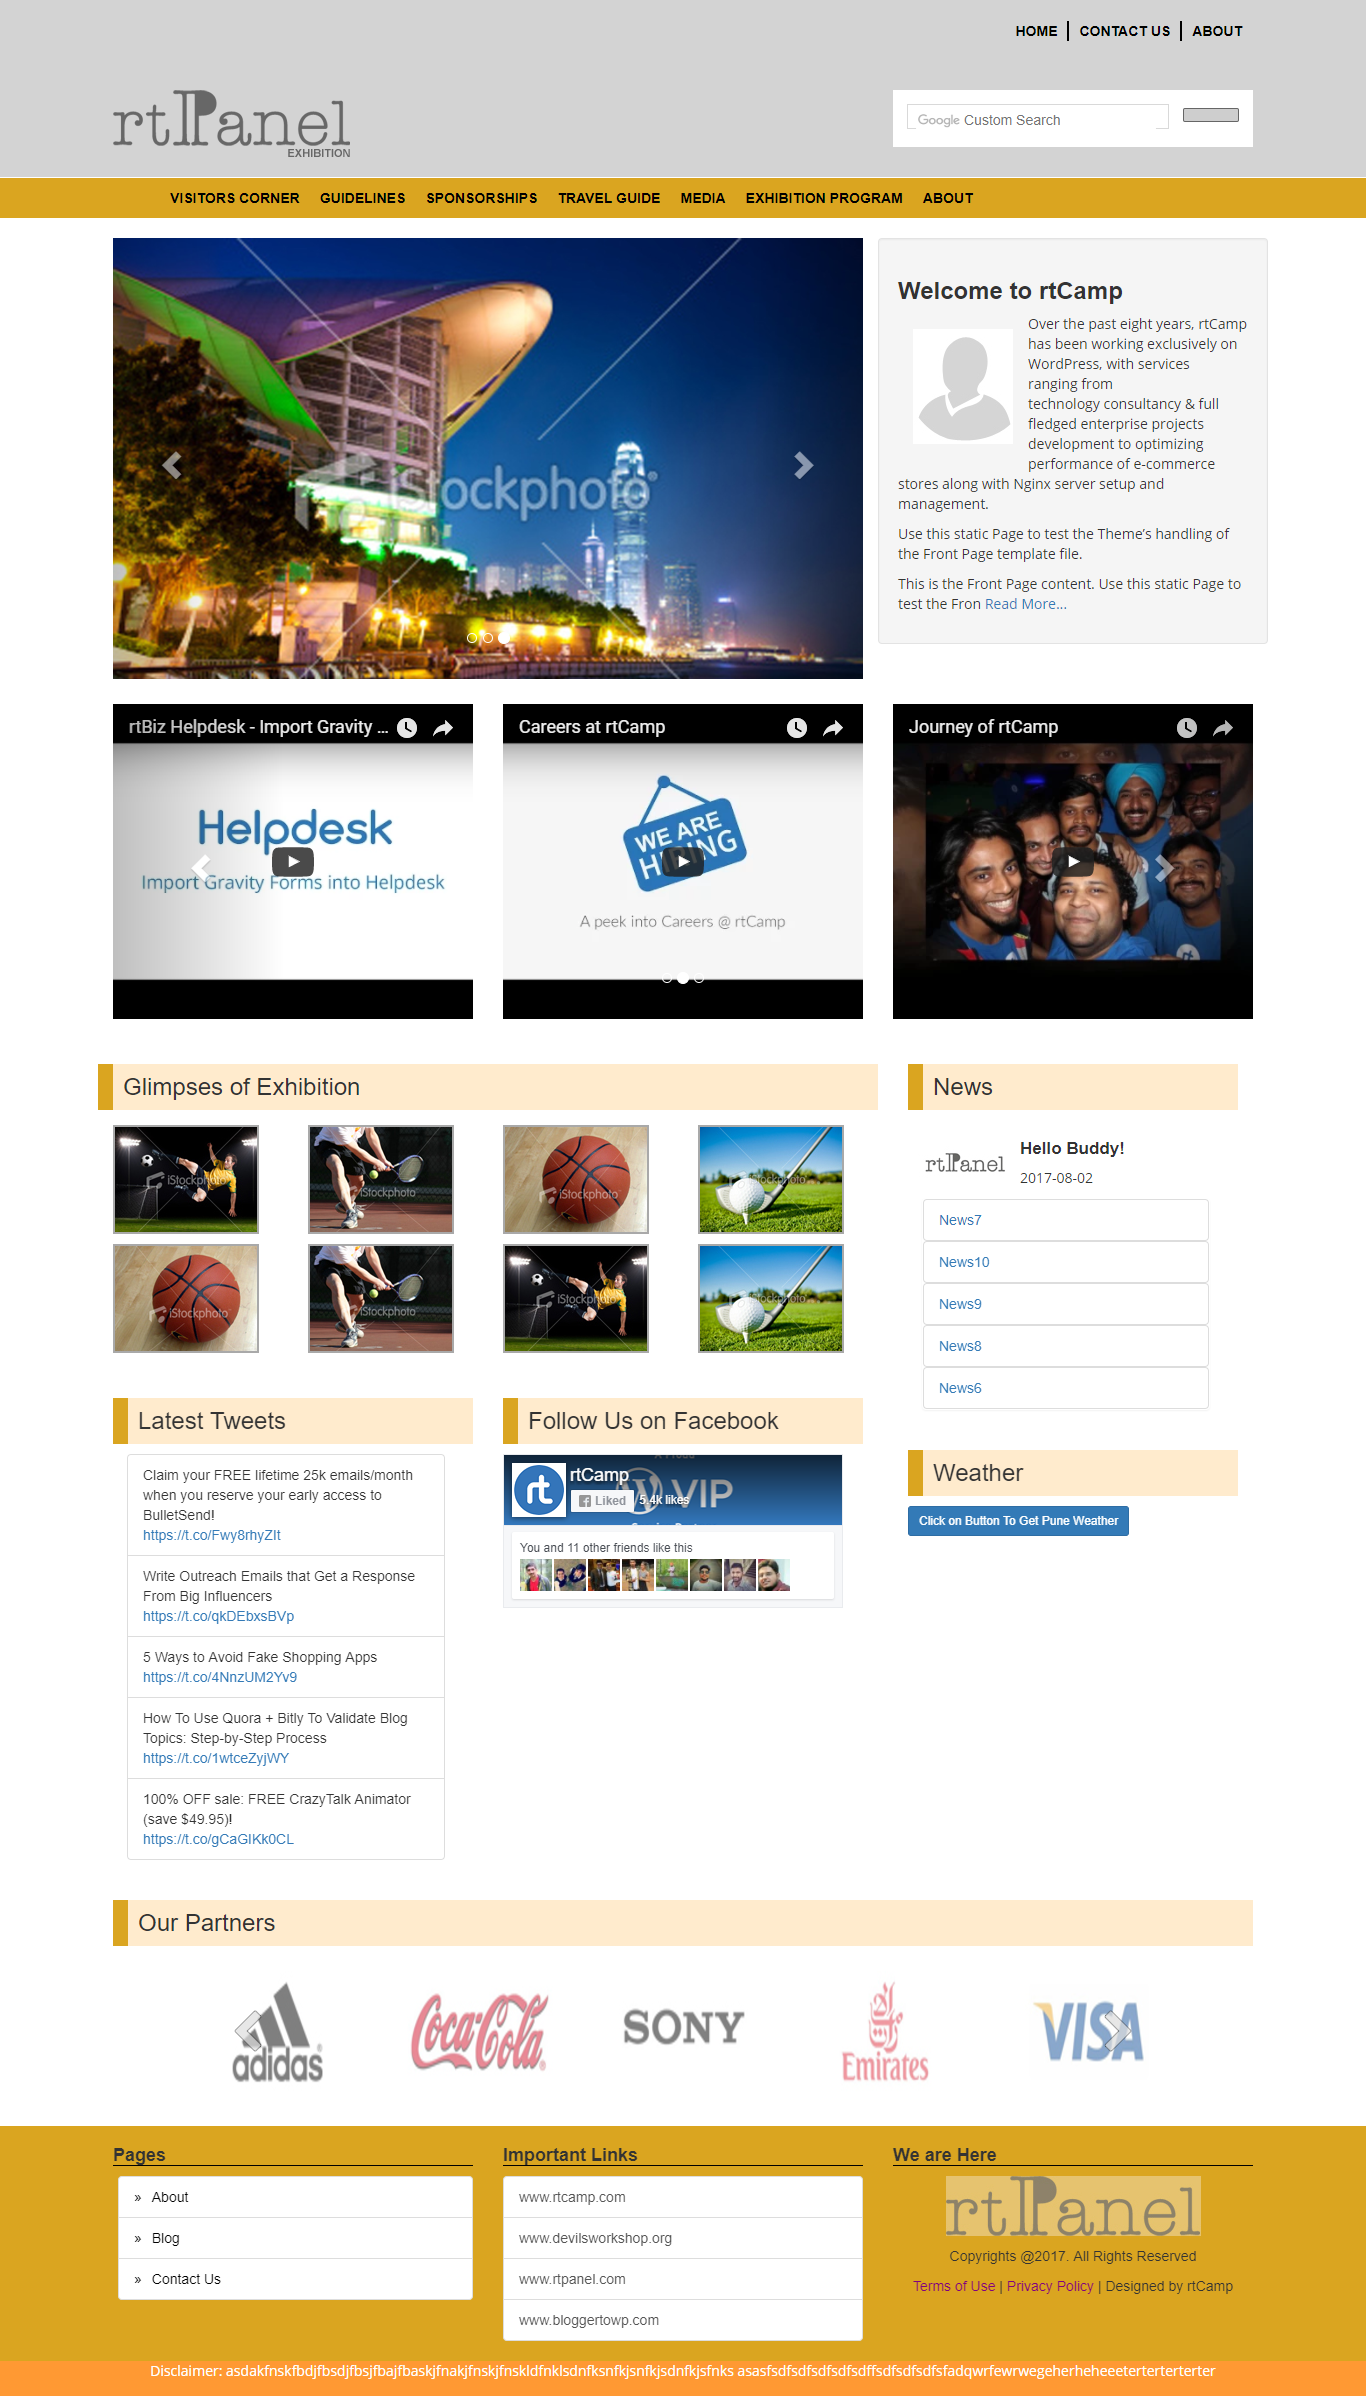 HOME CONTACT US ABOUT
rtPanel
EXHIBITION
Google Custom Search
VISITORS CORNER GUIDELINES SPONSORSHIPS TRAVEL GUIDE MEDIA EXHIBITION PROGRAM ABOUT
iStockphoto
Welcome to rtCamp
Over the past eight years, rtCamp
has been working exclusively on
WordPress, with services
ranging from
technology consultancy & full
fledged enterprise projects
development to optimizing
performance of e-commerce
stores along with Nginx server setup and
management.
Use this static Page to test the Theme’s handling of
the Front Page template file.
This is the Front Page content. Use this static Page to
test the Fron Read More...
rtBiz Helpdesk - Import Gravity ...
Helpdesk
Import Gravity Forms into Helpdesk
Careers at rtCamp
WE ARE
HIRING
A peek into Careers @ rtCamp
Journey of rtCamp
Glimpses of Exhibition
iStockphoto
iStockphoto
iStockphoto
iStockphoto
iStockphoto
iStockphoto
iStockphoto
iStockphoto
News
rtPanel
Hello Buddy!
2017-08-02
News7
News10
News9
News8
News6
Latest Tweets
Claim your FREE lifetime 25k emails/month
when you reserve your early access to
BulletSend!
https://t.co/Fwy8rhyZIt
Write Outreach Emails that Get a Response
From Big Influencers
https://t.co/qkDEbxsBVp
5 Ways to Avoid Fake Shopping Apps
https://t.co/4NnzUM2Yv9
How To Use Quora + Bitly To Validate Blog
Topics: Step-by-Step Process
https://t.co/1wtceZyjWY
100% OFF sale: FREE CrazyTalk Animator
(save $49.95)!
https://t.co/gCaGIKk0CL
Follow Us on Facebook
rt
rtCamp
VIP
Liked 5.4k likes
You and 11 other friends like this
Weather
Click on Button To Get Pune Weather
Our Partners
adidas
Coca-Cola
SONY
Emirates
VISA
Pages
» About
» Blog
» Contact Us
Important Links
www.rtcamp.com
www.devilsworkshop.org
www.rtpanel.com
www.bloggertowp.com
We are Here
rtPanel
Copyrights @2017. All Rights Reserved
Terms of Use | Privacy Policy | Designed by rtCamp
Disclaimer: asdakfnskfbdjfbsdjfbsjfbajfbaskjfnakjfnskjfnskldfnklsdnfksnfkjsnfkjsdnfkjsfnks asasfsdfsdfsdfsdfsdffsdfsdfsdfsfadqwrfewrwegeherheheeeterterterterter